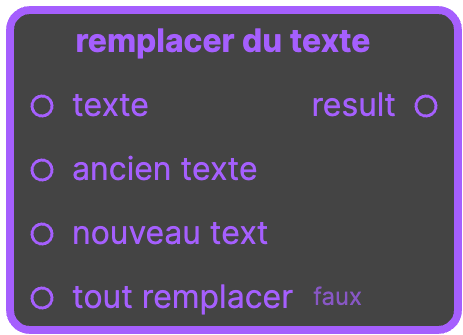 remplacer du texte
texte result
ancien texte
nouveau text
tout remplacer faux